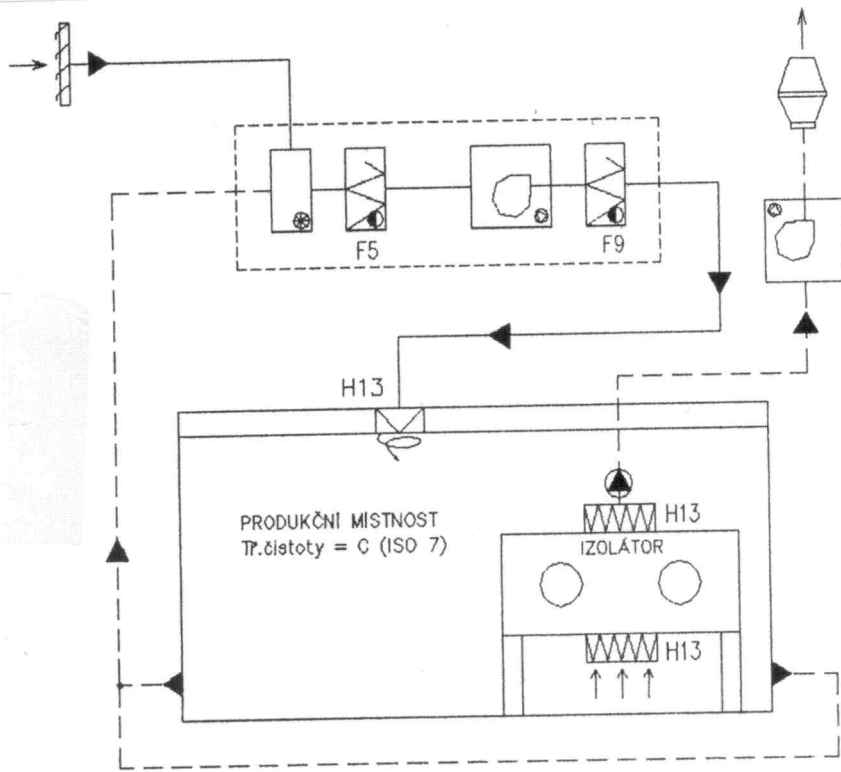 F5
F9
H13
PRODUKČNÍ MÍSTNOST
Tř.čistoty = C (ISO 7)
H13
IZOLÁTOR
H13